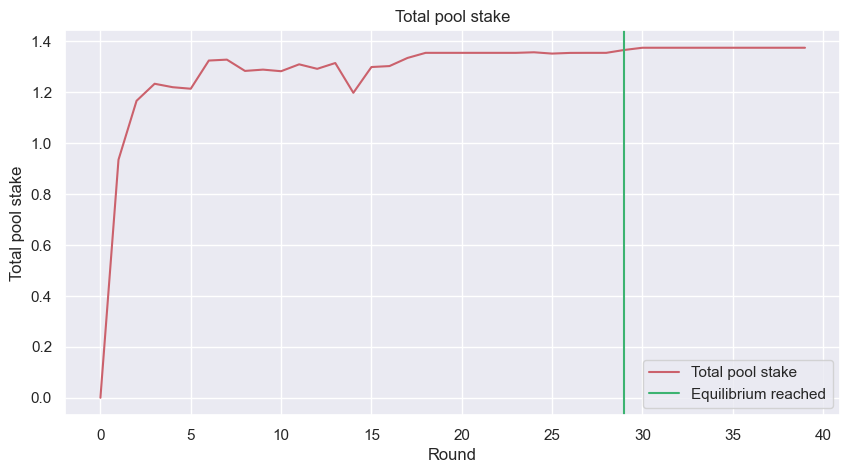 Total pool stake
1.4
1.2
1.0
0.8
0.6
0.4
0.2
0.0
Total pool stake
0 5 10 15 20 25 30 35 40
Round
Total pool stake
Equilibrium reached